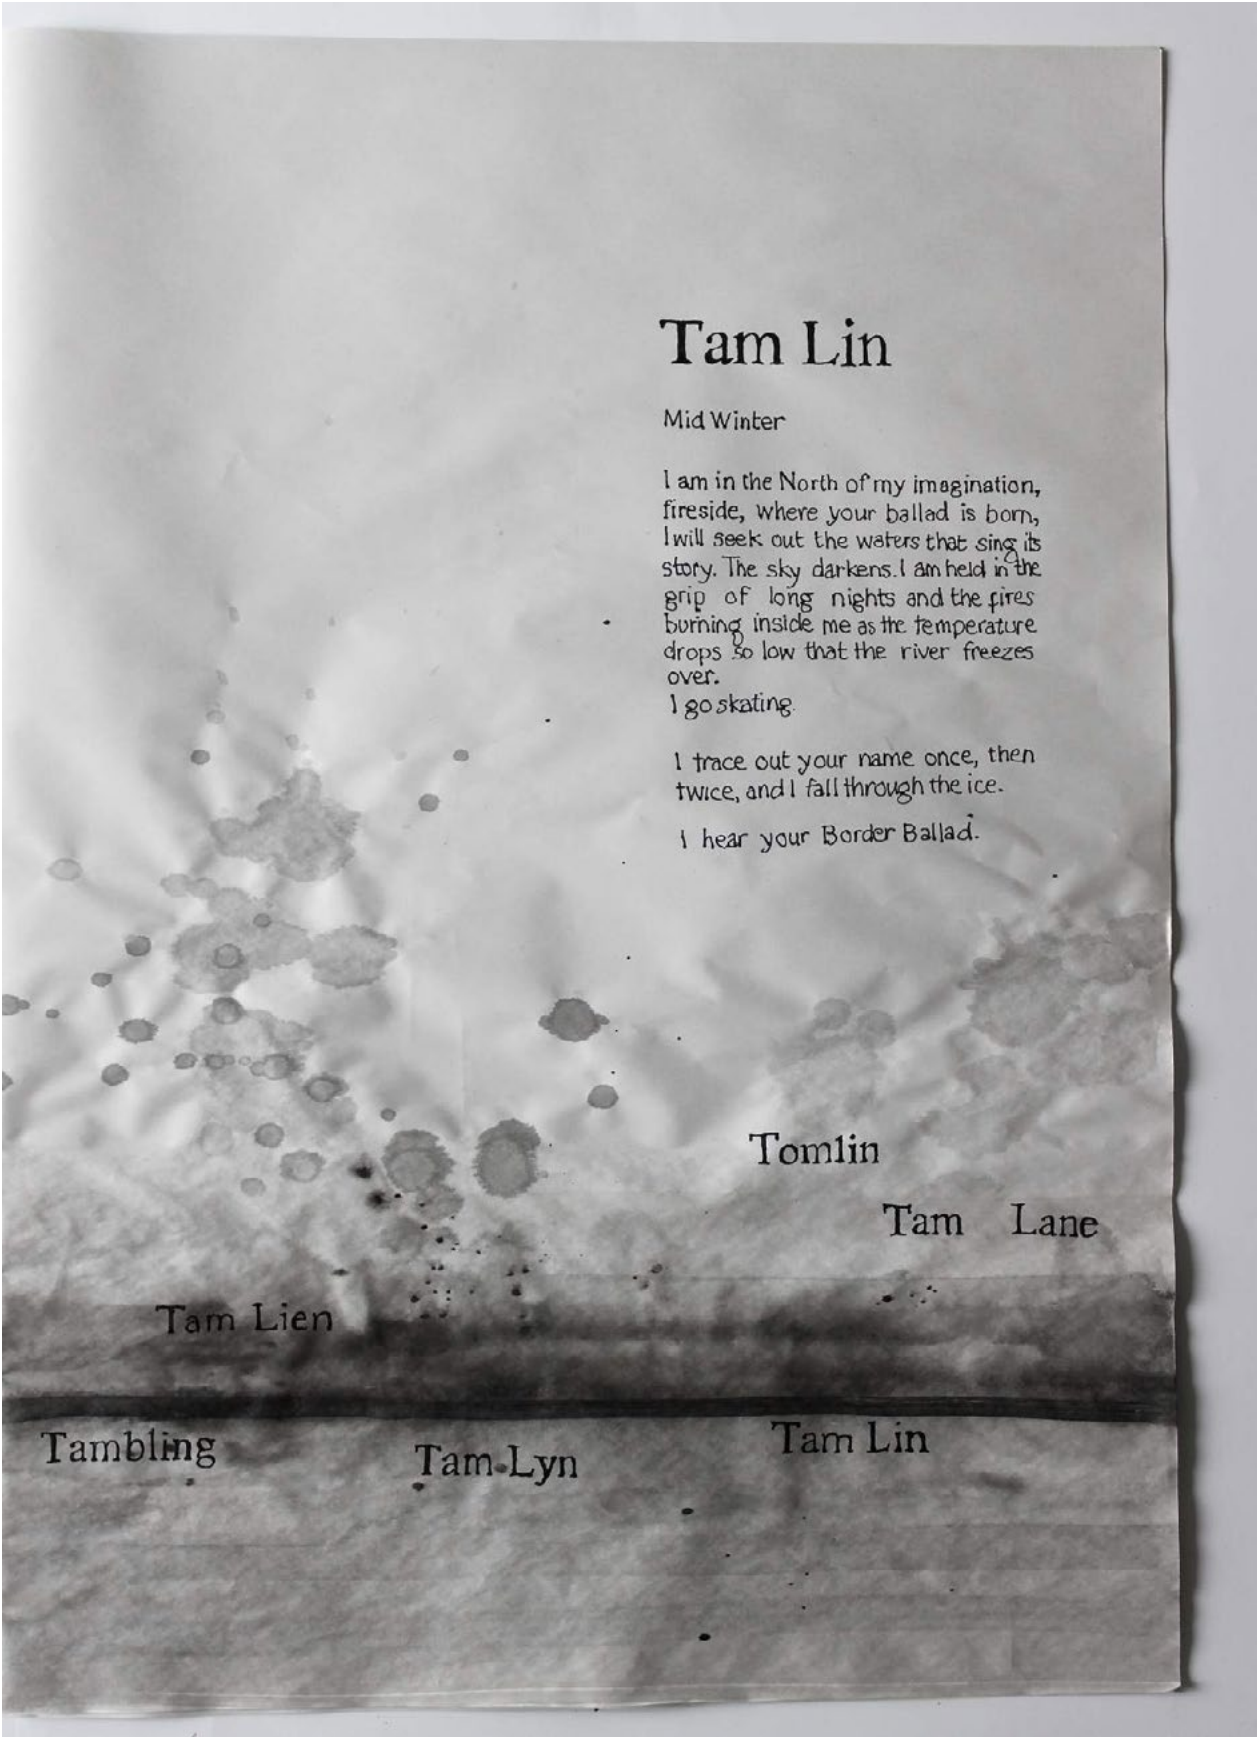 Tam Lin
Mid Winter
I am in the North of my imagination,
fireside, where your ballad is born,
I will seek out the waters that sing its
story. The sky darkens. I am held in the
grip of long nights and the fires
burning inside me as the temperature
drops so low that the river freezes
over.
I go skating.
I trace out your name once, then
twice, and I fall through the ice.
I hear your Border Ballad.
Tomlin
Tam Lane
Tam Lien
Tambling
Tam Lyn
Tam Lin